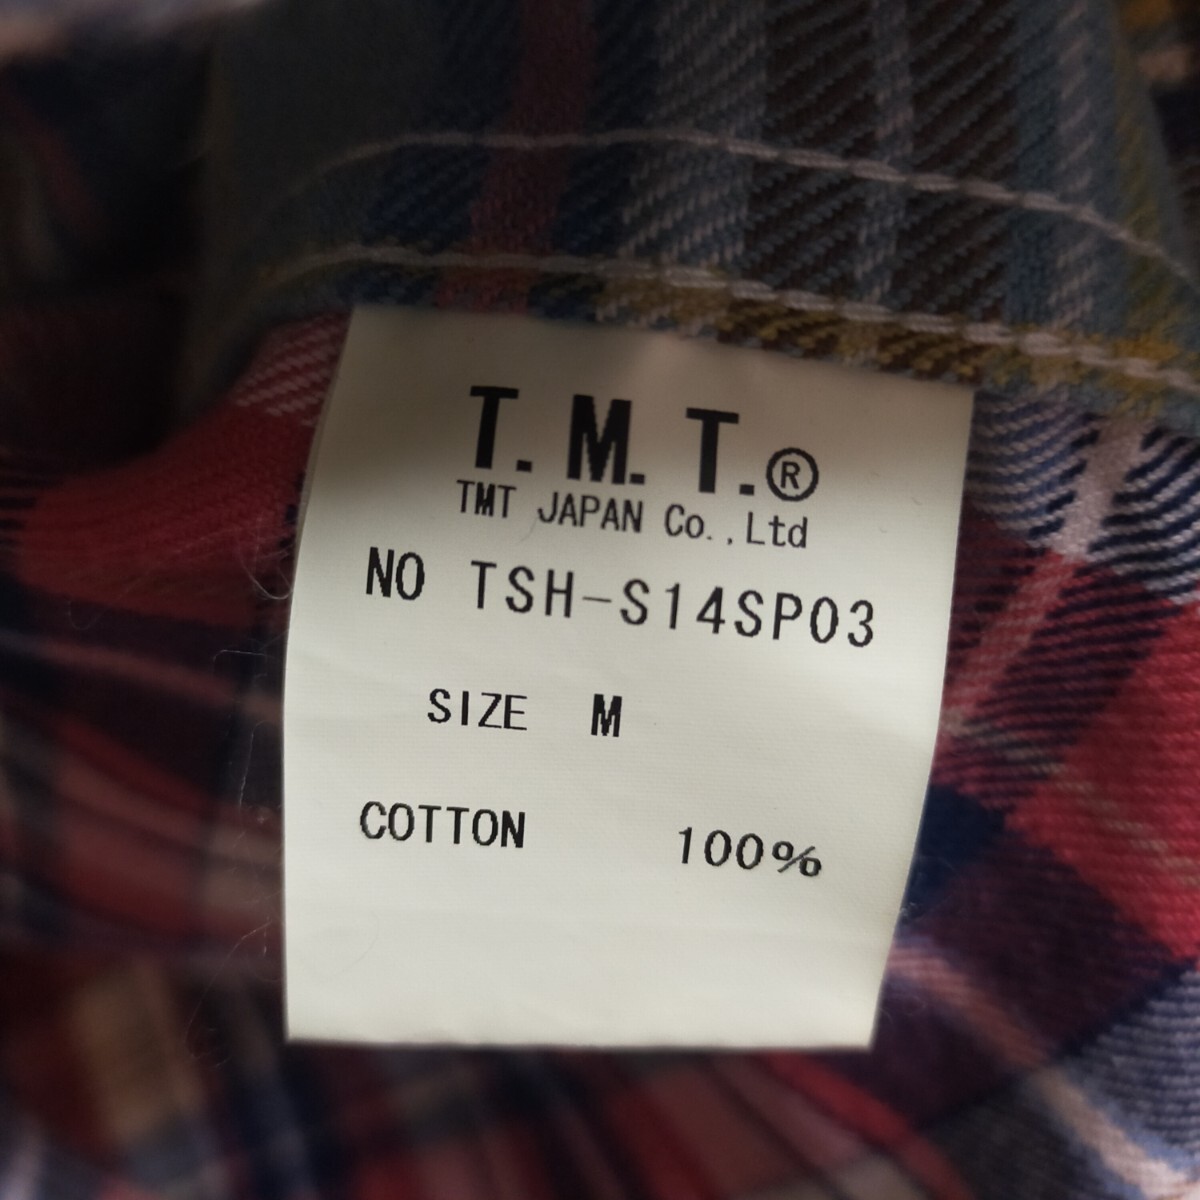 T.M.T.®
TMT JAPAN Co.,Ltd
NO TSH-S14SP03
SIZE M
COTTON 100%